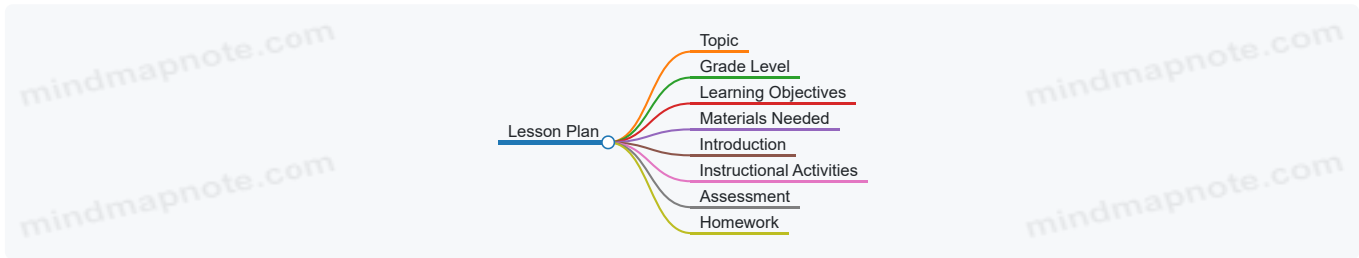 mindmapnote.com
mindmapnote.com
Topic
Grade Level
Learning Objectives
Materials Needed
Lesson Plan
Introduction
Instructional Activities
Assessment
Homework
mindmapnote.com
mindmapnote.com